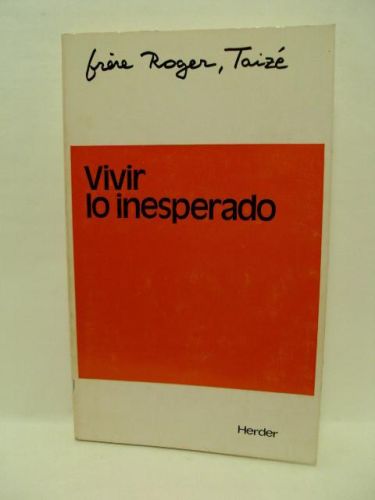 frère Roger, Taizé
Vivir
lo inesperado
Herder